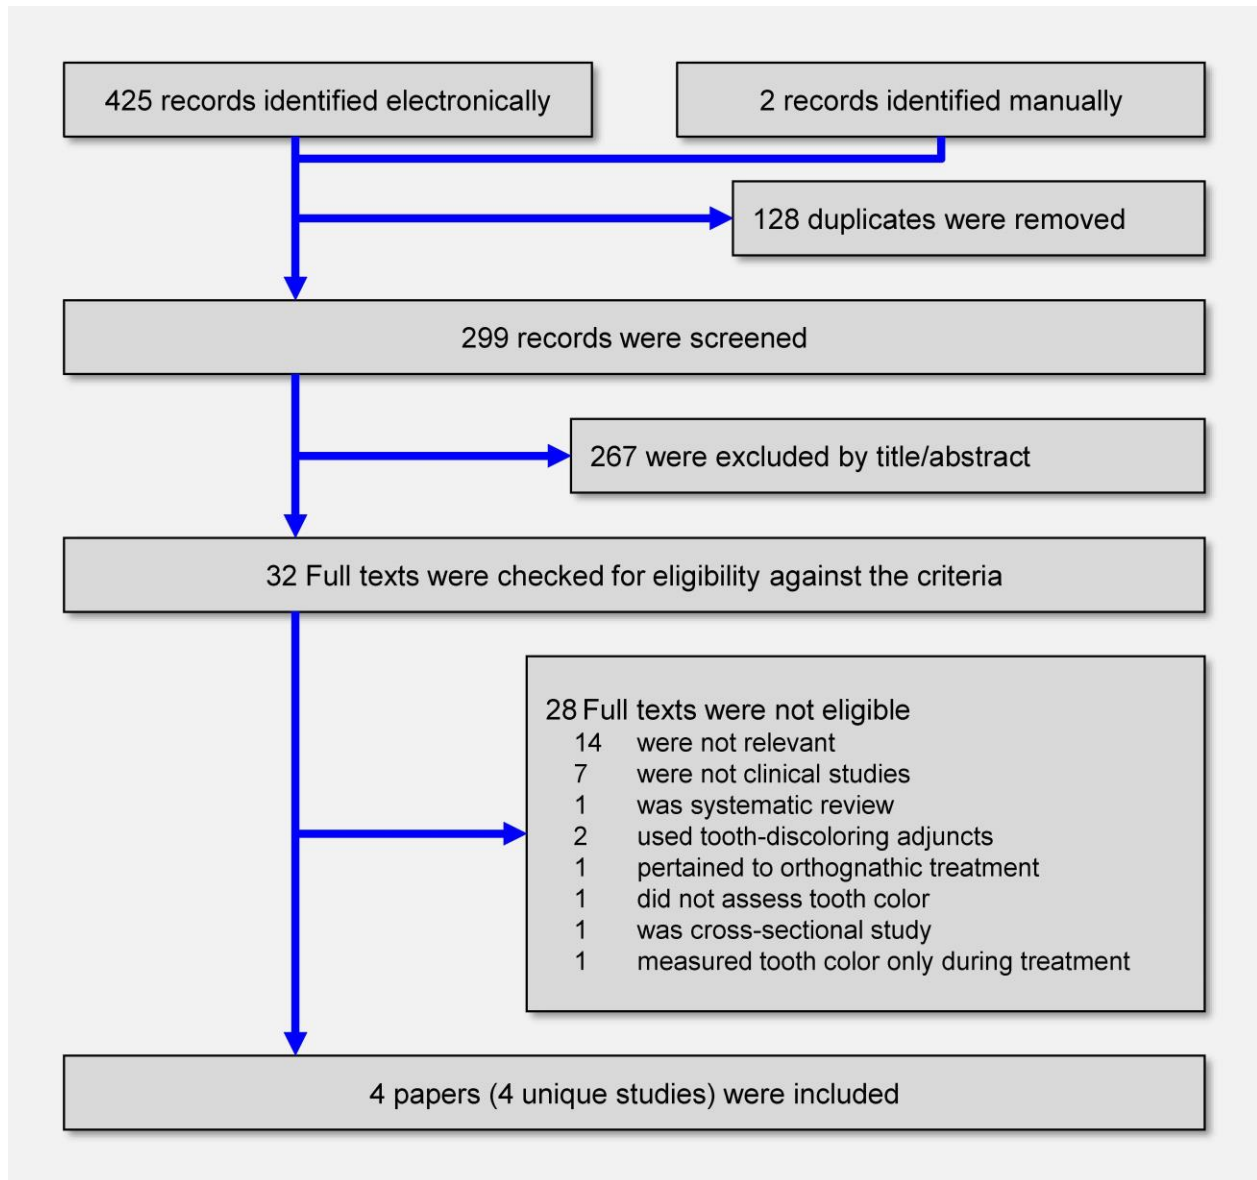 425 records identified electronically
2 records identified manually
128 duplicates were removed
299 records were screened
267 were excluded by title/abstract
32 Full texts were checked for eligibility against the criteria
28 Full texts were not eligible
14 were not relevant
7 were not clinical studies
1 was systematic review
2 used tooth-discoloring adjuncts
1 pertained to orthognathic treatment
1 did not assess tooth color
1 was cross-sectional study
1 measured tooth color only during treatment
4 papers (4 unique studies) were included